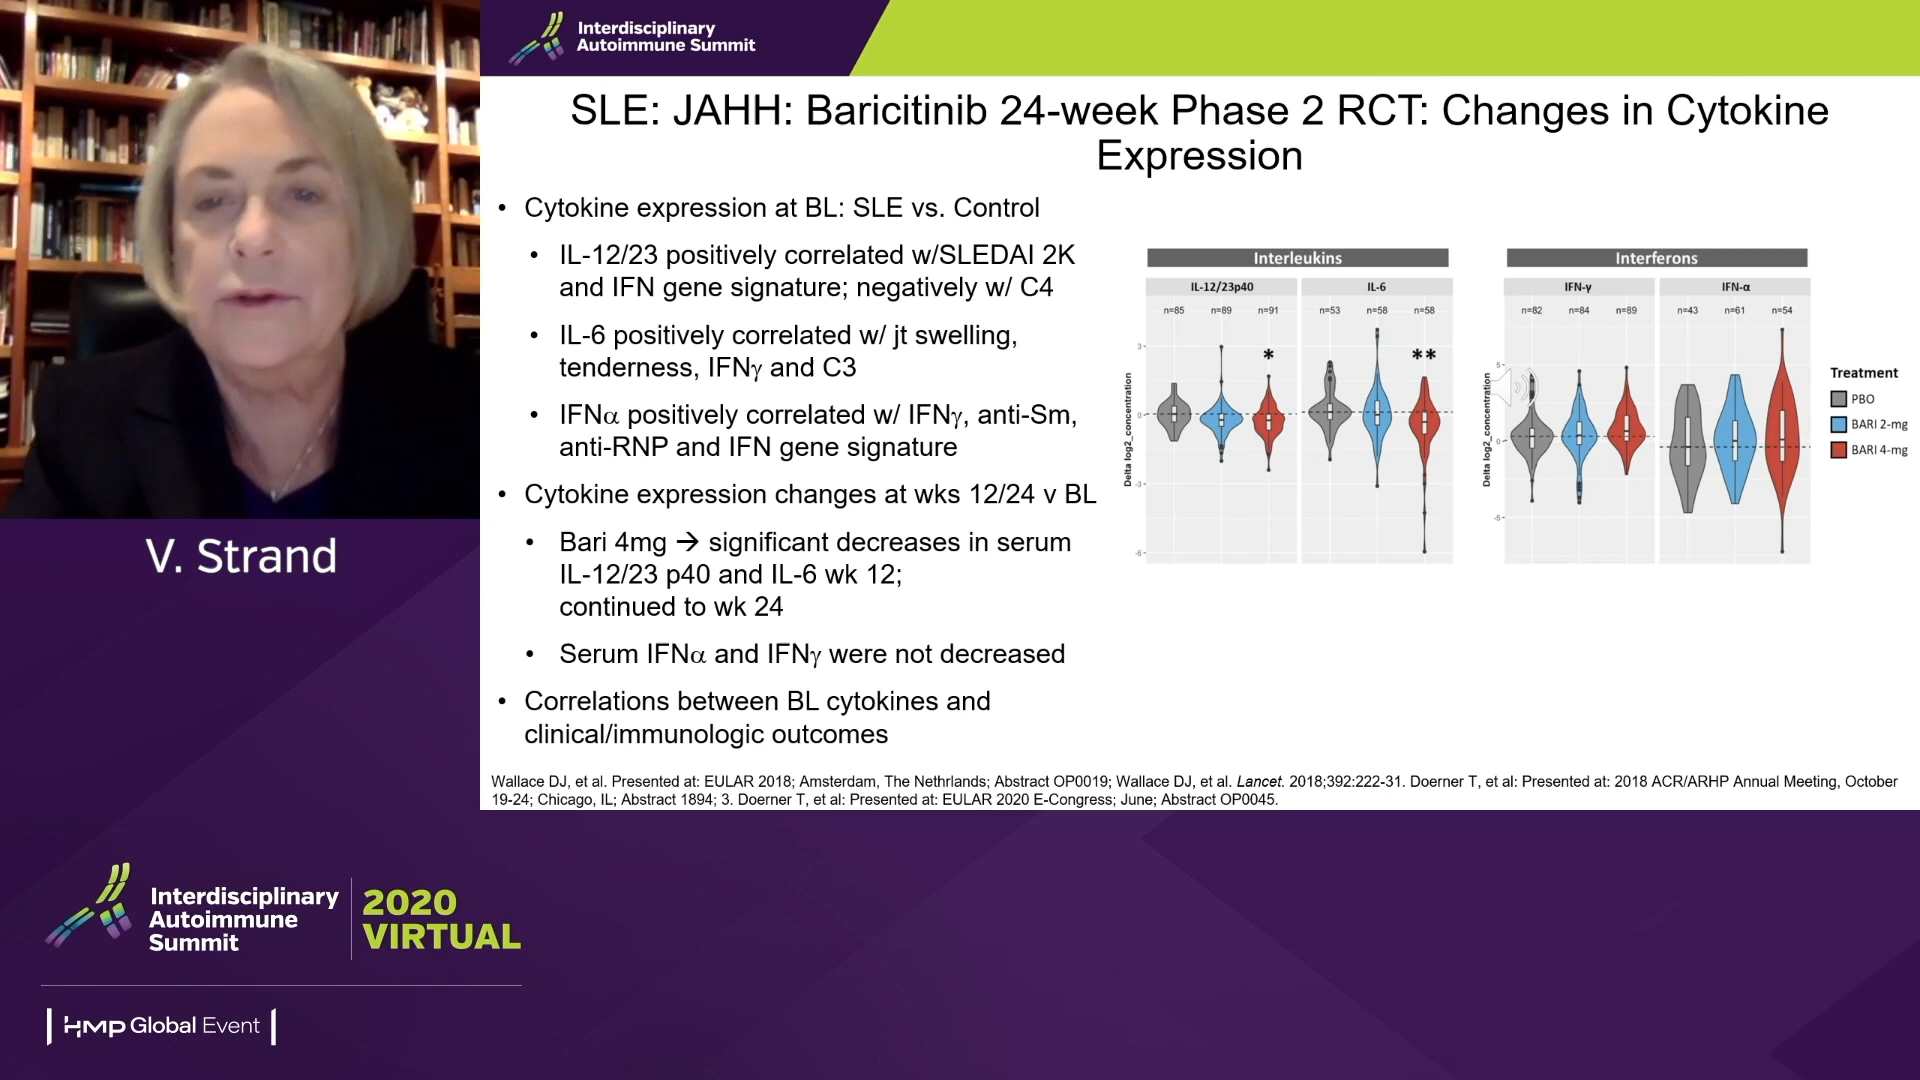 Interdisciplinary
Autoimmune Summit
SLE: JAHH: Baricitinib 24-week Phase 2 RCT: Changes in Cytokine
Expression
• Cytokine expression at BL: SLE vs. Control
• IL-12/23 positively correlated w/SLEDAI 2K
and IFN gene signature; negatively w/ C4
• IL-6 positively correlated w/ jt swelling,
tenderness, IFNγ and C3
• IFNα positively correlated w/ IFNγ, anti-Sm,
anti-RNP and IFN gene signature
• Cytokine expression changes at wks 12/24 v BL
• Bari 4mg → significant decreases in serum
IL-12/23 p40 and IL-6 wk 12;
continued to wk 24
• Serum IFNα and IFNγ were not decreased
• Correlations between BL cytokines and
clinical/immunologic outcomes
Interleukins
IL-12/23p40 IL-6
n=85 n=89 n=91 n=53 n=58 n=58
* **
Delta log2_concentration
3
0
-3
-6
Interferons
IFN-γ IFN-α
n=82 n=84 n=89 n=43 n=61 n=54
Delta log2_concentration
5
0
-5
Treatment
PBO
BARI 2-mg
BARI 4-mg
Wallace DJ, et al. Presented at: EULAR 2018; Amsterdam, The Nethrlands; Abstract OP0019; Wallace DJ, et al. Lancet. 2018;392:222-31. Doerner T, et al: Presented at: 2018 ACR/ARHP Annual Meeting, October
19-24; Chicago, IL; Abstract 1894; 3. Doerner T, et al: Presented at: EULAR 2020 E-Congress; June; Abstract OP0045.
V. Strand
Interdisciplinary
Autoimmune
Summit
2020
VIRTUAL
HMP Global Event